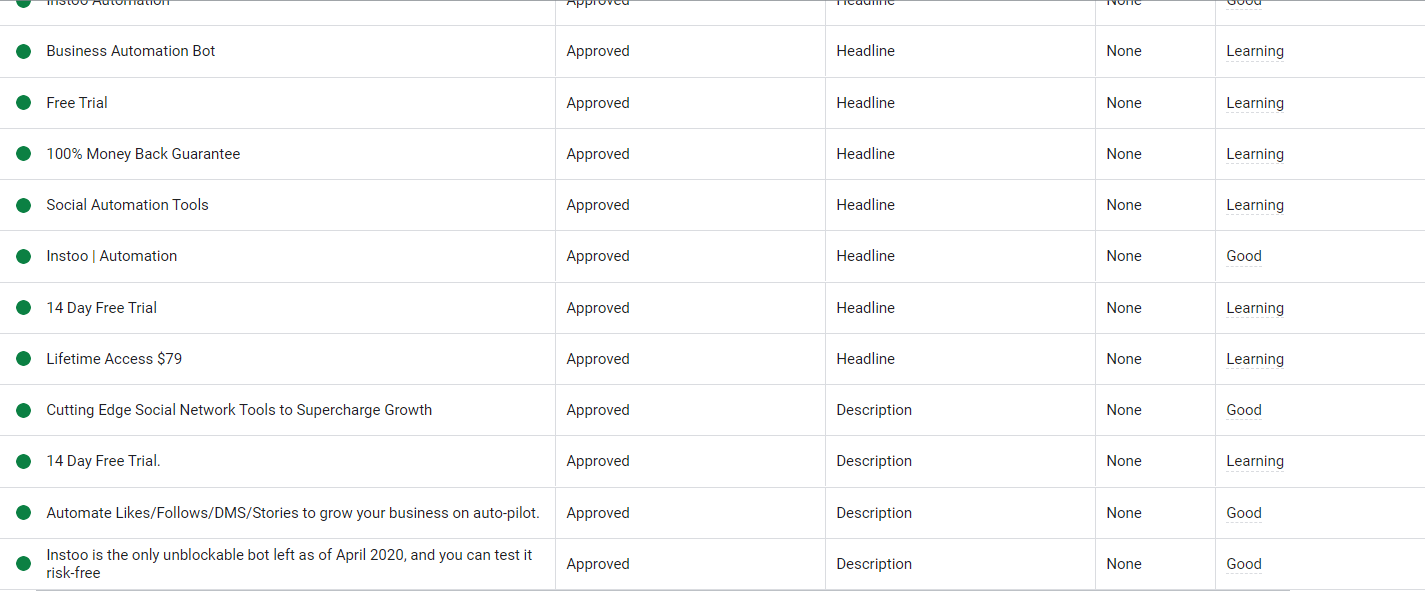 Instoo Automation Approved Headline None Good
Business Automation Bot Approved Headline None Learning
Free Trial Approved Headline None Learning
100% Money Back Guarantee Approved Headline None Learning
Social Automation Tools Approved Headline None Learning
Instoo | Automation Approved Headline None Good
14 Day Free Trial Approved Headline None Learning
Lifetime Access $79 Approved Headline None Learning
Cutting Edge Social Network Tools to Supercharge Growth Approved Description None Good
14 Day Free Trial. Approved Description None Learning
Automate Likes/Follows/DMS/Stories to grow your business on auto-pilot. Approved Description None Good
Instoo is the only unblockable bot left as of April 2020, and you can test it
risk-free Approved Description None Good